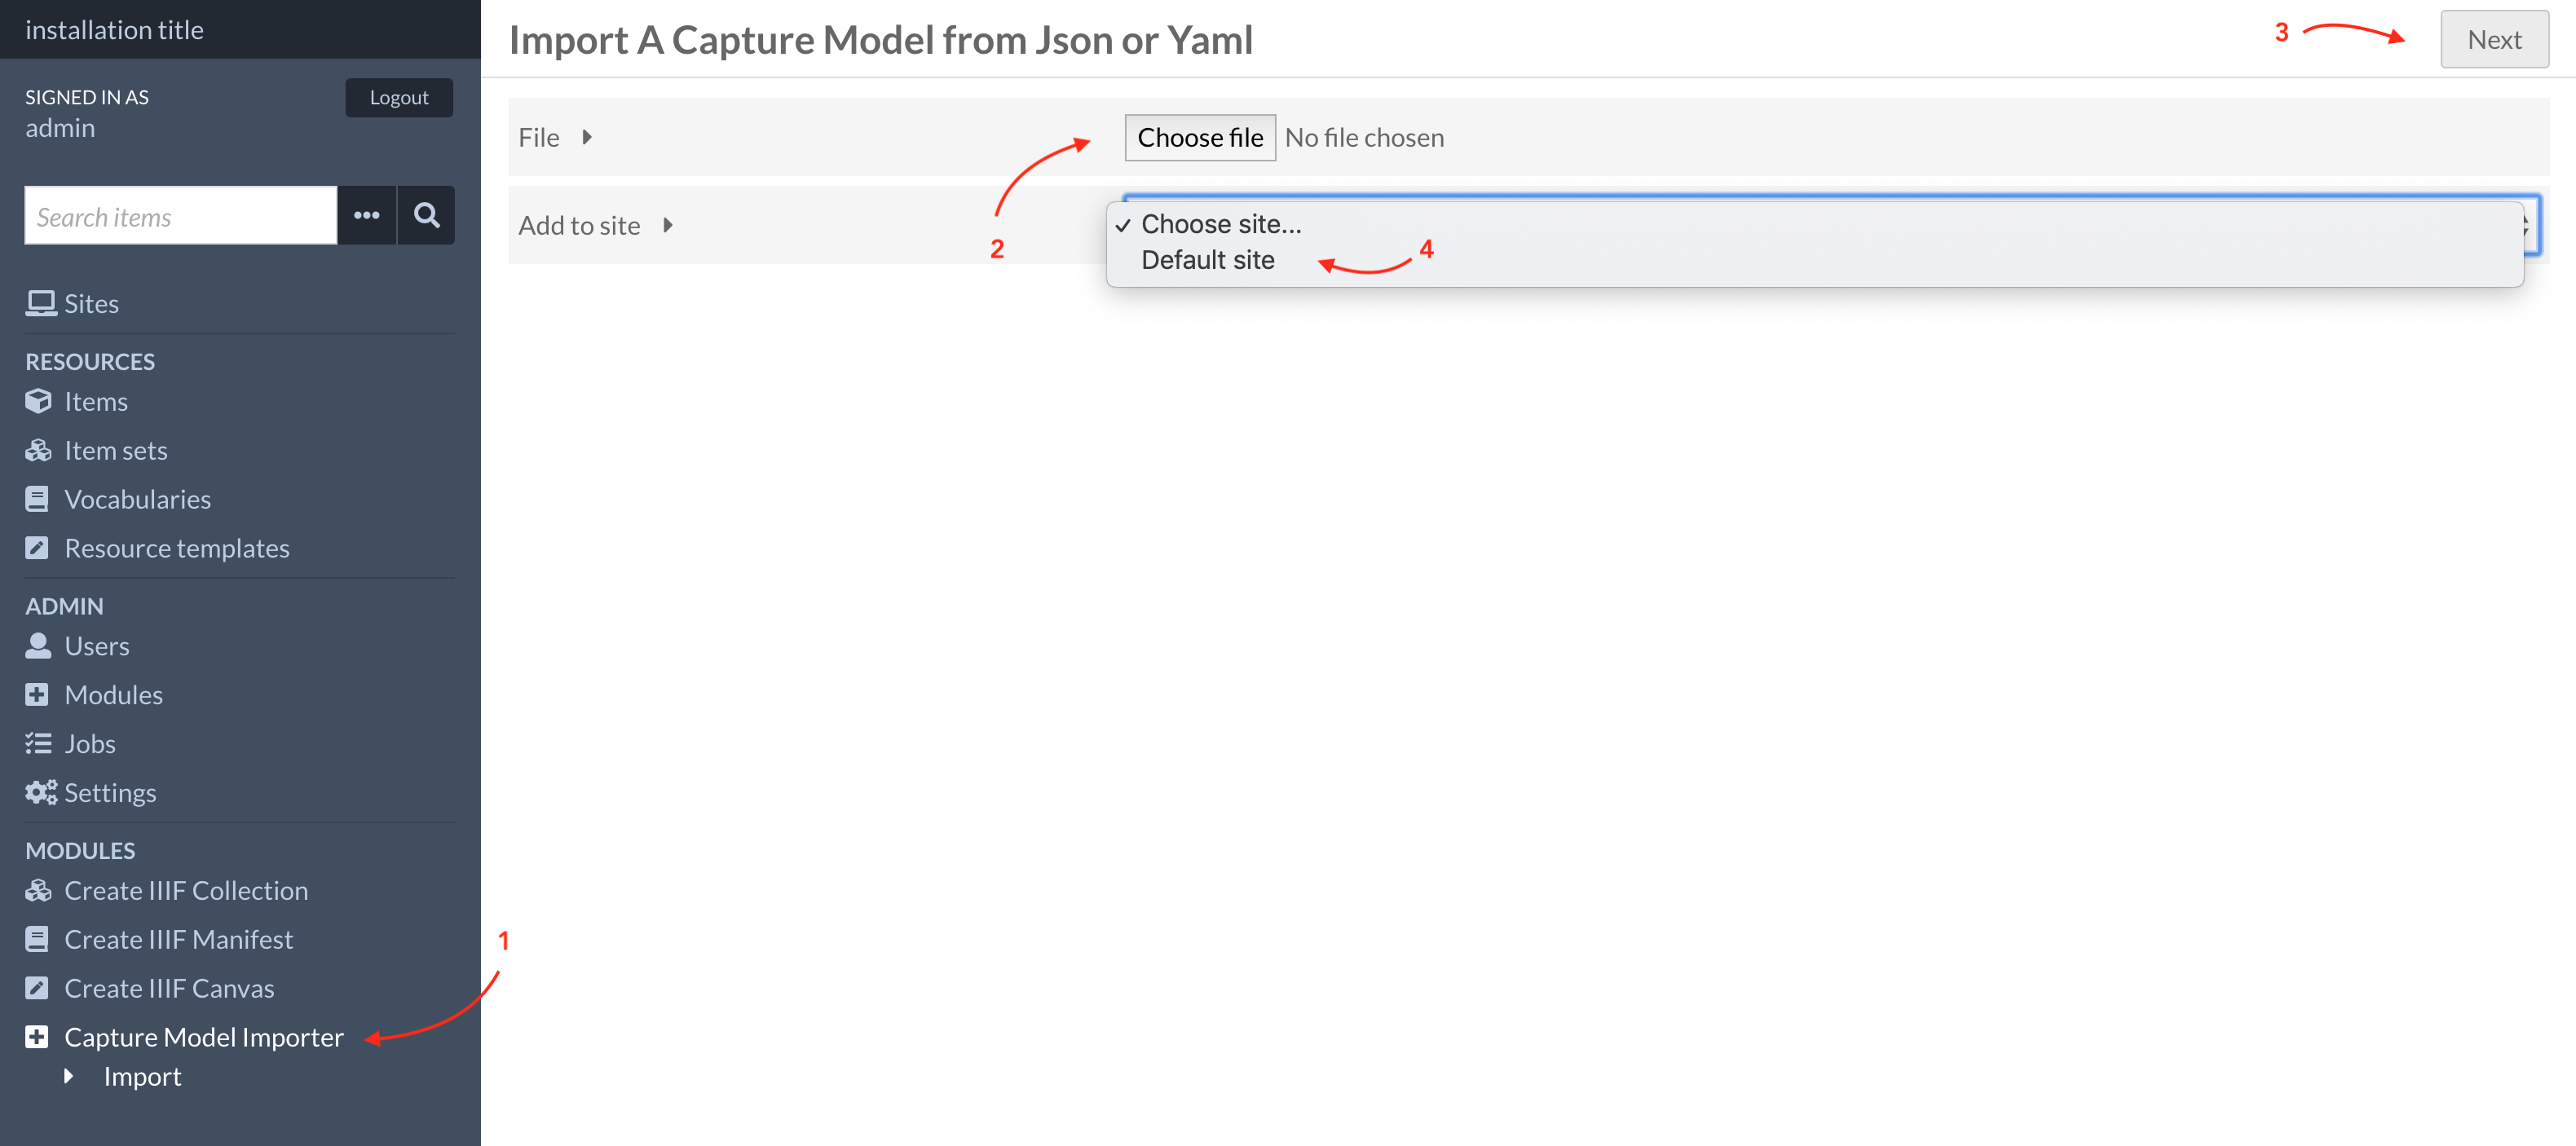 installation title
SIGNED IN AS
admin
Logout
Search items
Sites
RESOURCES
Items
Item sets
Vocabularies
Resource templates
ADMIN
Users
Modules
Jobs
Settings
MODULES
Create IIIF Collection
Create IIIF Manifest
Create IIIF Canvas
Capture Model Importer
Import
1
Import A Capture Model from Json or Yaml
3
Next
File
Choose file No file chosen
2
Add to site
Choose site...
Default site
4